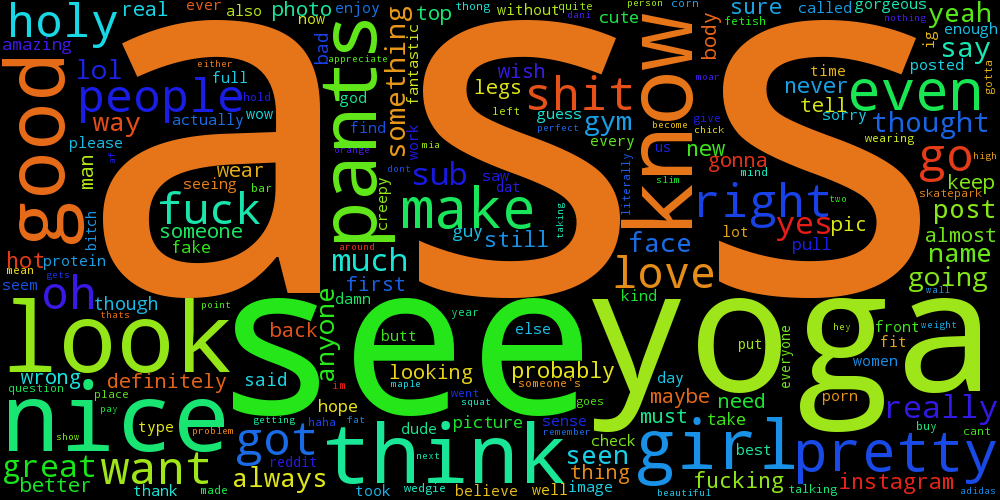 ass
see
yoga
nice
think
girl
pretty
look
good
pants
know
people
holy
even
make
right
love
shit
fuck
want
got
go
oh
sub
much
face
something
thought
really
great
better
always
fucking
instagram
definitely
probably
looking
going
name
almost
post
keep
say
yeah
gorgeous
called
sure
cute
top
photo
enjoy
real
ever
also
now
amazing
lol
way
please
man
actually
wow
full
hold
either
bad
god
appreciate
find
creepy
orange
dont
around
fantastic
work
mia
thong
without
quite
dani
person
corn
fetish
body
wish
legs
left
guess
gym
every
saw
dat
guy
still
taking
perfect
literally
become
us
slim
new
give
chick
moar
gonna
mind
lot
yes
pic
pull
two
never
time
tell
sorry
wearing
posted
ig
enough
nothing
gotta
high
skatepark
wear
seeing
bar
someone
fake
bitch
af
hot
protein
mean
seem
gets
though
thats
point
first
damn
kind
anyone
back
butt
year
else
someone's
im
maple
went
squat
goes
said
hope
haha
fat
getting
reddit
problem
type
place
pay
question
wrong
show
thank
made
took
dude
next
wedgie
picture
believe
well
sense
remember
image
seen
thing
check
must
maybe
day
need
take
best
beautiful
talking
put
everyone
hey
porn
women
fit
front
weight
wall
buy
cant
adidas